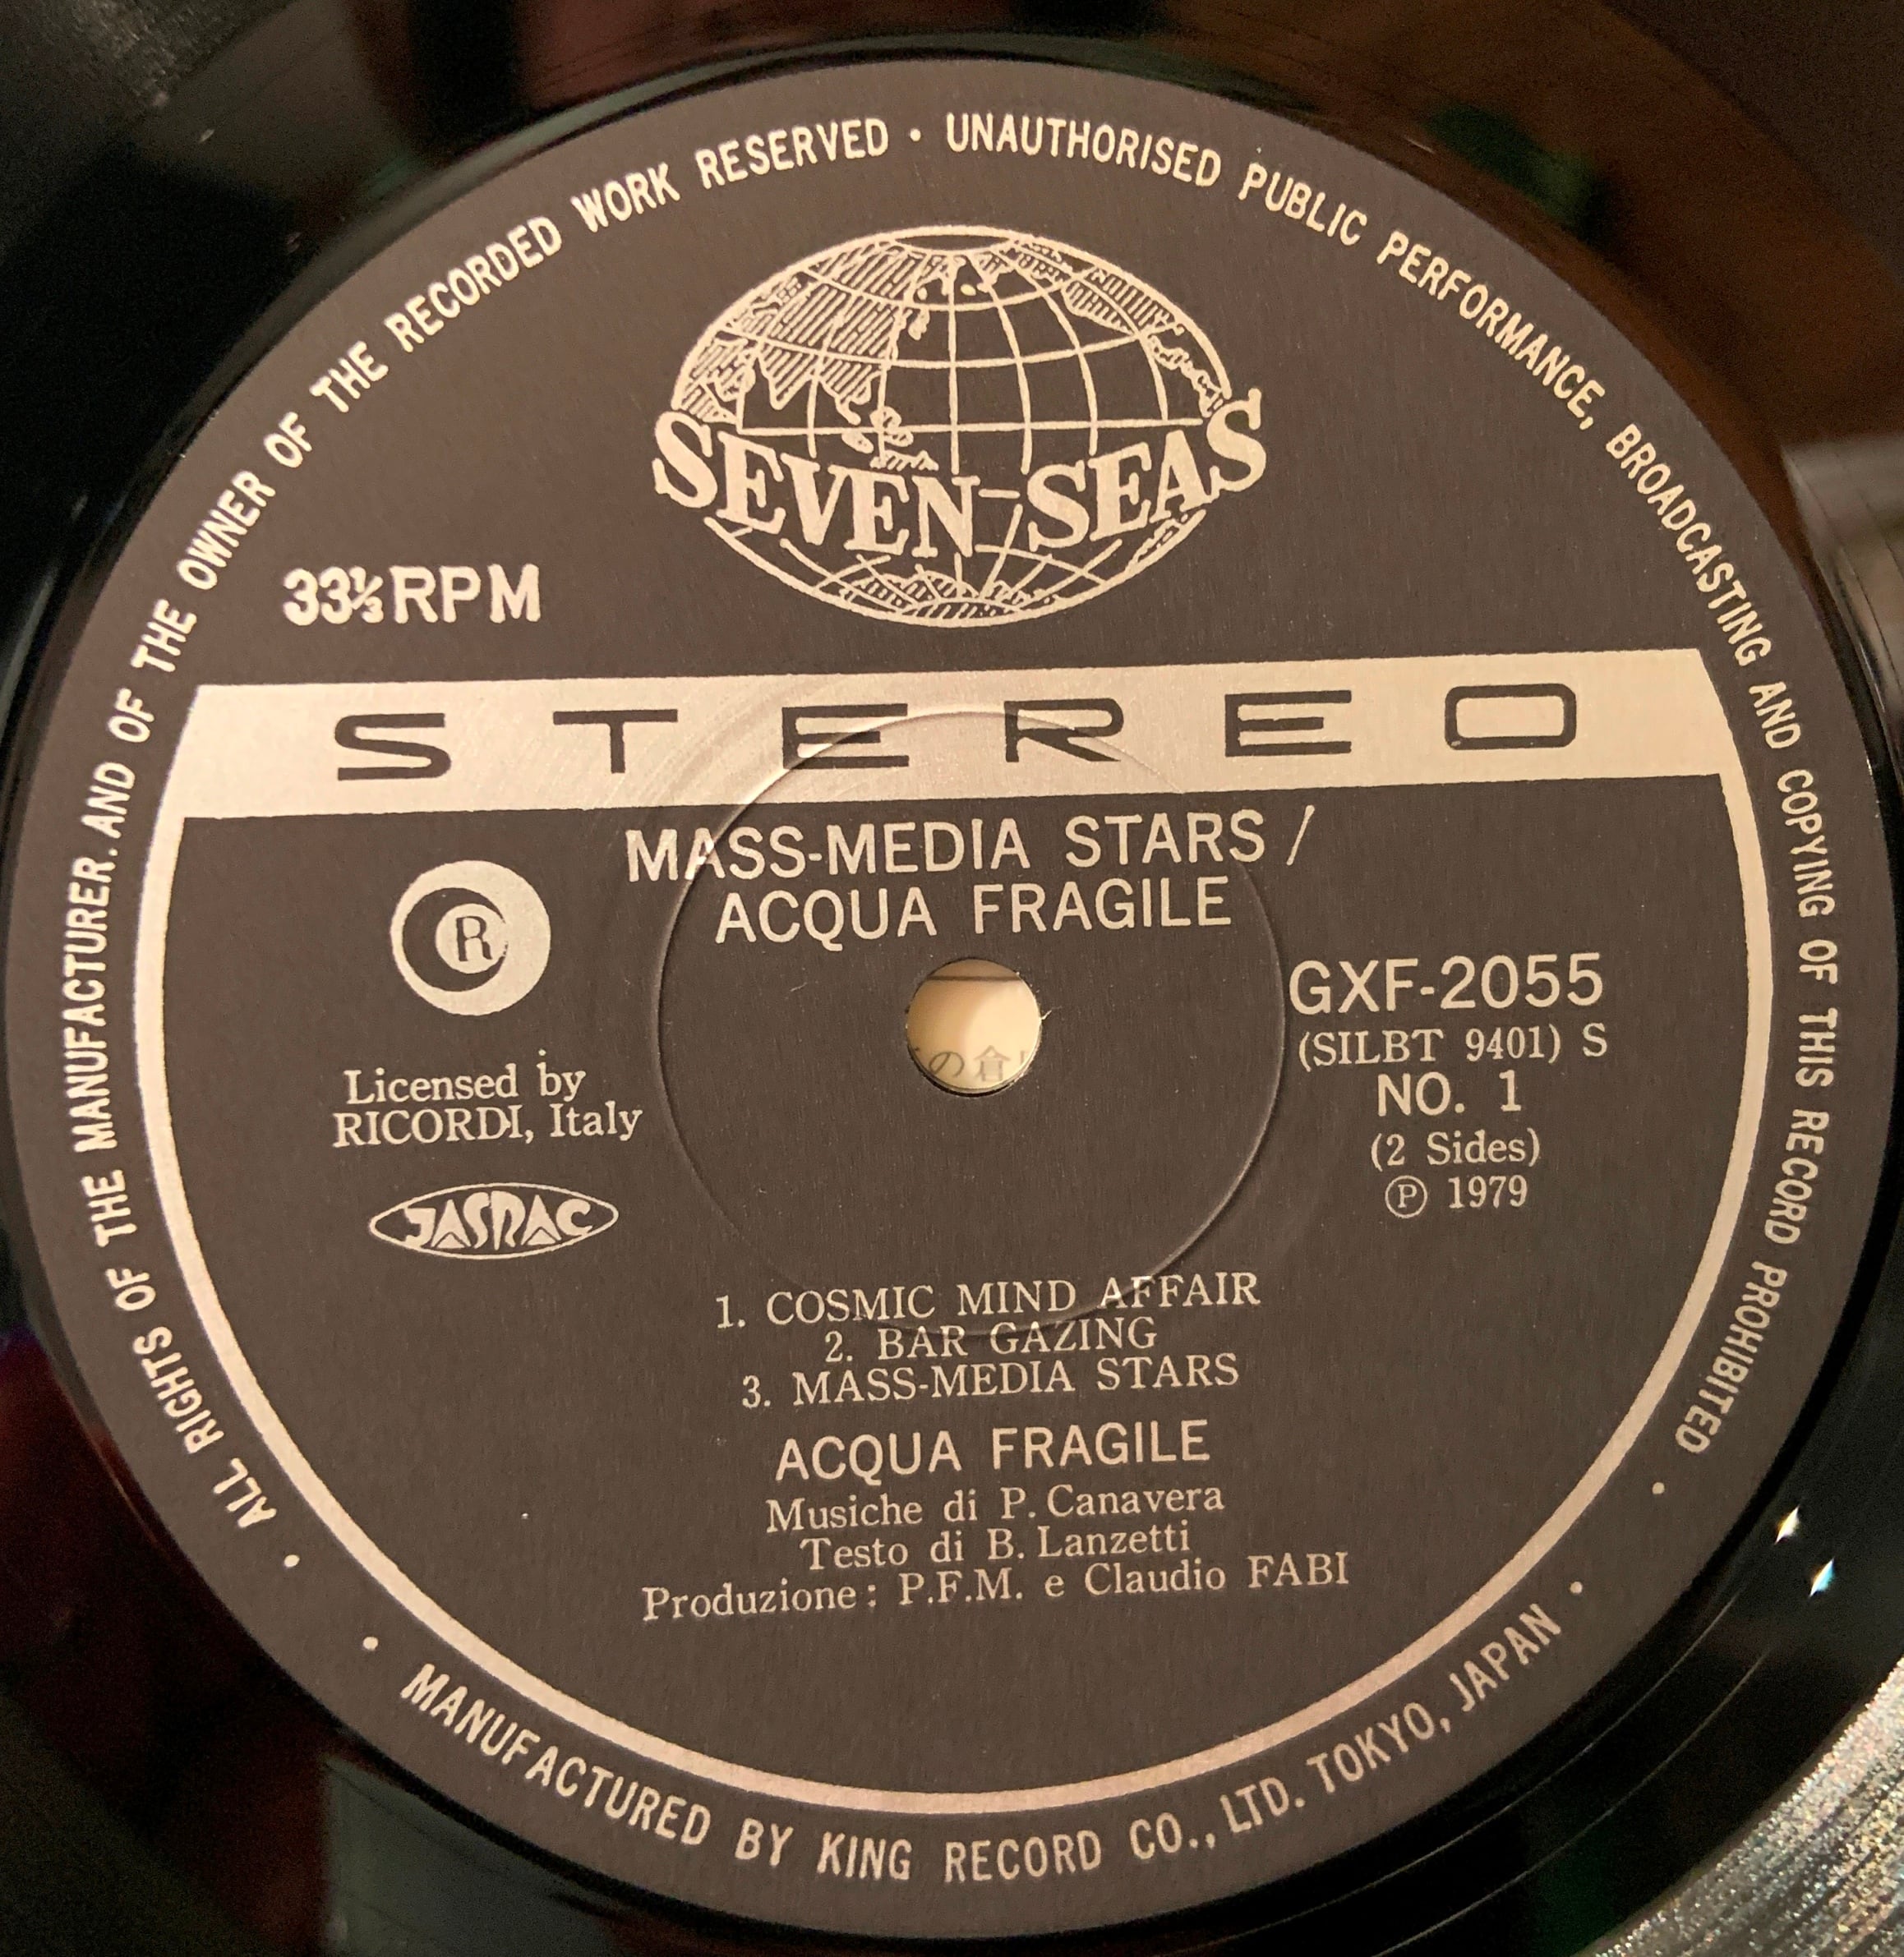 ALL RIGHTS OF THE MANUFACTURER. AND OF THE OWNER OF THE RECORDED WORK RESERVED · UNAUTHORISED PUBLIC PERFORMANCE, BROADCASTING AND COPYING OF THIS RECORD PROHIBITED ·
SEVEN-SEAS
33⅓ RPM
STEREO
MASS-MEDIA STARS /
ACQUA FRAGILE
R
Licensed by
RICORDI, Italy
JASRAC
GXF-2055
(SILBT 9401) S
NO. 1
(2 Sides)
Ⓟ 1979
の倉
1. COSMIC MIND AFFAIR
2. BAR GAZING
3. MASS-MEDIA STARS
ACQUA FRAGILE
Musiche di P. Canavera
Testo di B. Lanzetti
Produzione : P.F.M. e Claudio FABI
· MANUFACTURED BY KING RECORD CO., LTD. TOKYO, JAPAN ·